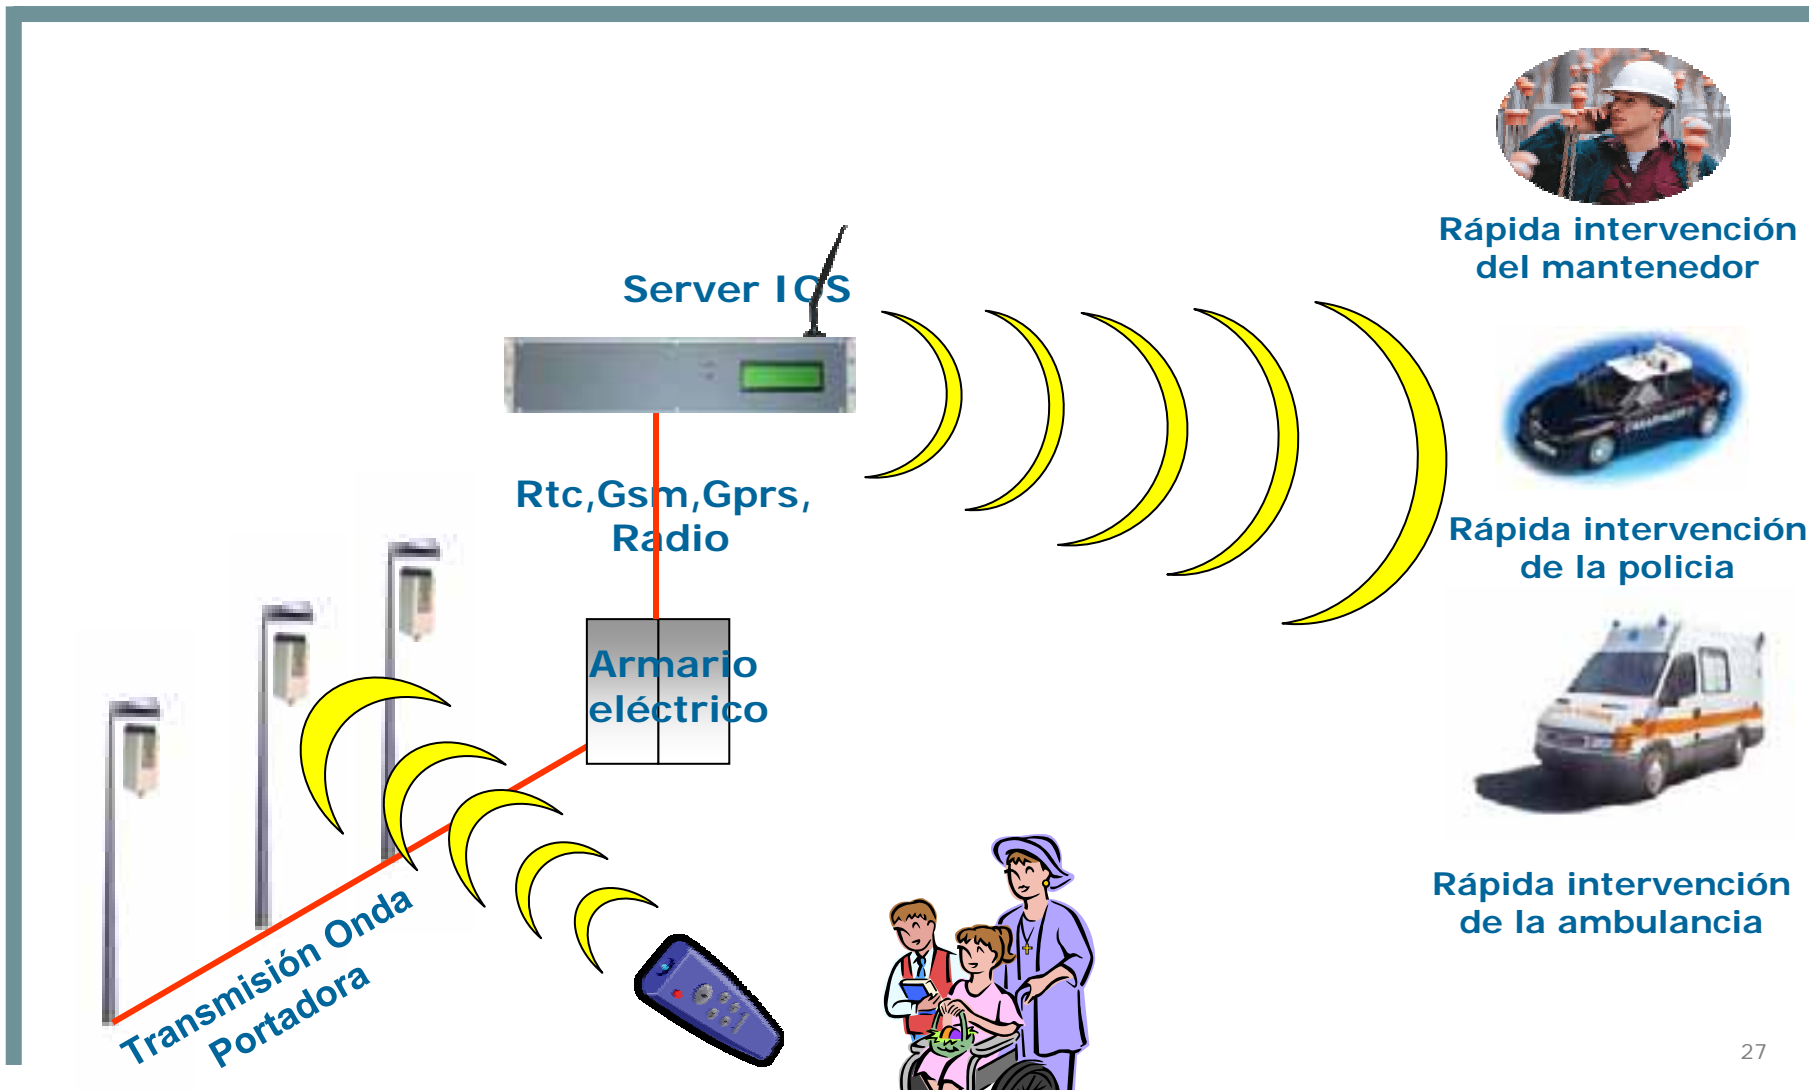 Rápida intervención
del mantenedor
Server IOS
Rtc,Gsm,Gprs,
Radio
Rápida intervención
de la policia
Armario
eléctrico
Rápida intervención
de la ambulancia
Transmisión Onda
Portadora
27